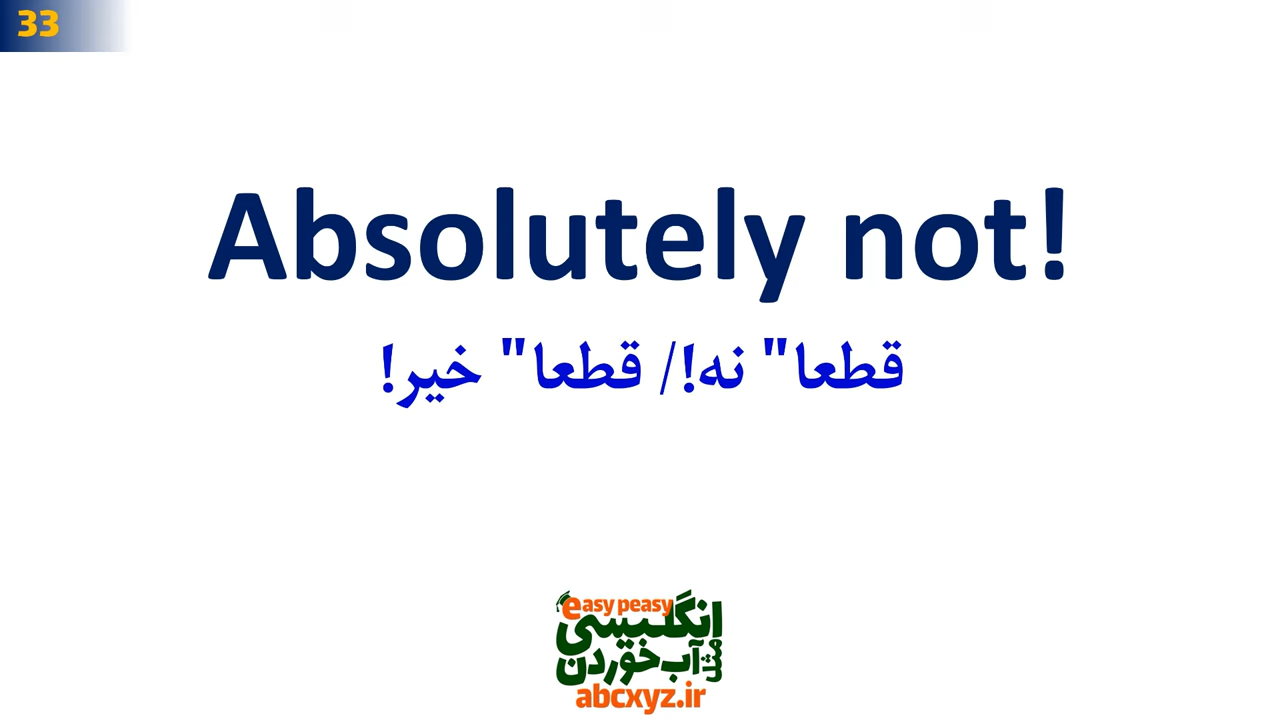 33
Absolutely not!
قطعا" نه!/ قطعا" خیر!
easy peasy
انگلیسی
مثل
آب خوردن
abcxyz.ir